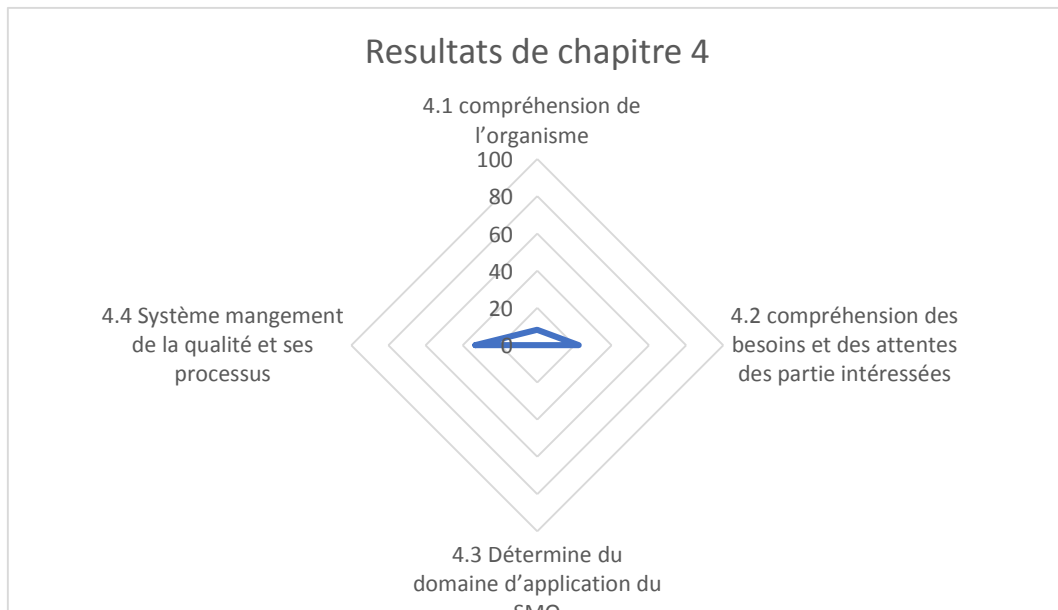 Resultats de chapitre 4
4.1 compréhension de
l’organisme
100
80
60
40
20
0
4.4 Système mangement
de la qualité et ses
processus
4.2 compréhension des
besoins et des attentes
des partie intéressées
4.3 Détermine du
domaine d’application du